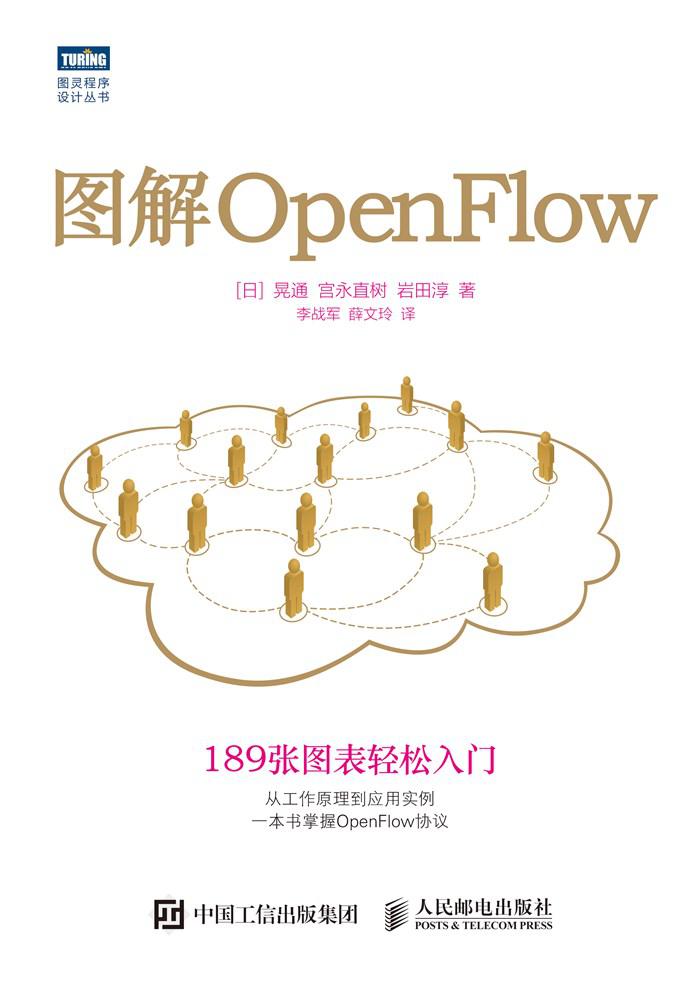 TURING
图灵程序
设计丛书
图解OpenFlow
[日] 晃通 宫永直树 岩田淳 著
李战军 薛文玲 译
189张图表轻松入门
从工作原理到应用实例
一本书掌握OpenFlow协议
中国工信出版集团
人民邮电出版社
POSTS & TELECOM PRESS